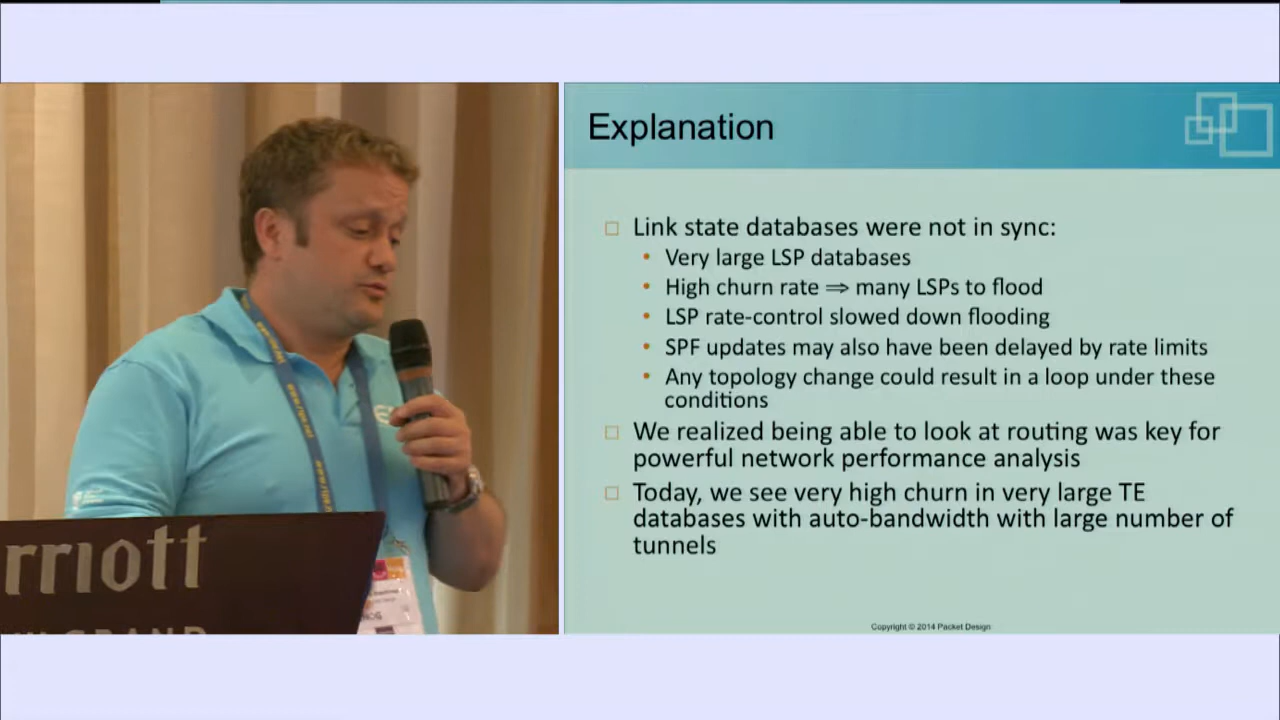 Explanation
Link state databases were not in sync:
• Very large LSP databases
• High churn rate ⇒ many LSPs to flood
• LSP rate-control slowed down flooding
• SPF updates may also have been delayed by rate limits
• Any topology change could result in a loop under these
conditions
We realized being able to look at routing was key for
powerful network performance analysis
Today, we see very high churn in very large TE
databases with auto-bandwidth with large number of
tunnels
Copyright © 2014 Packet Design
rriott
GRAND